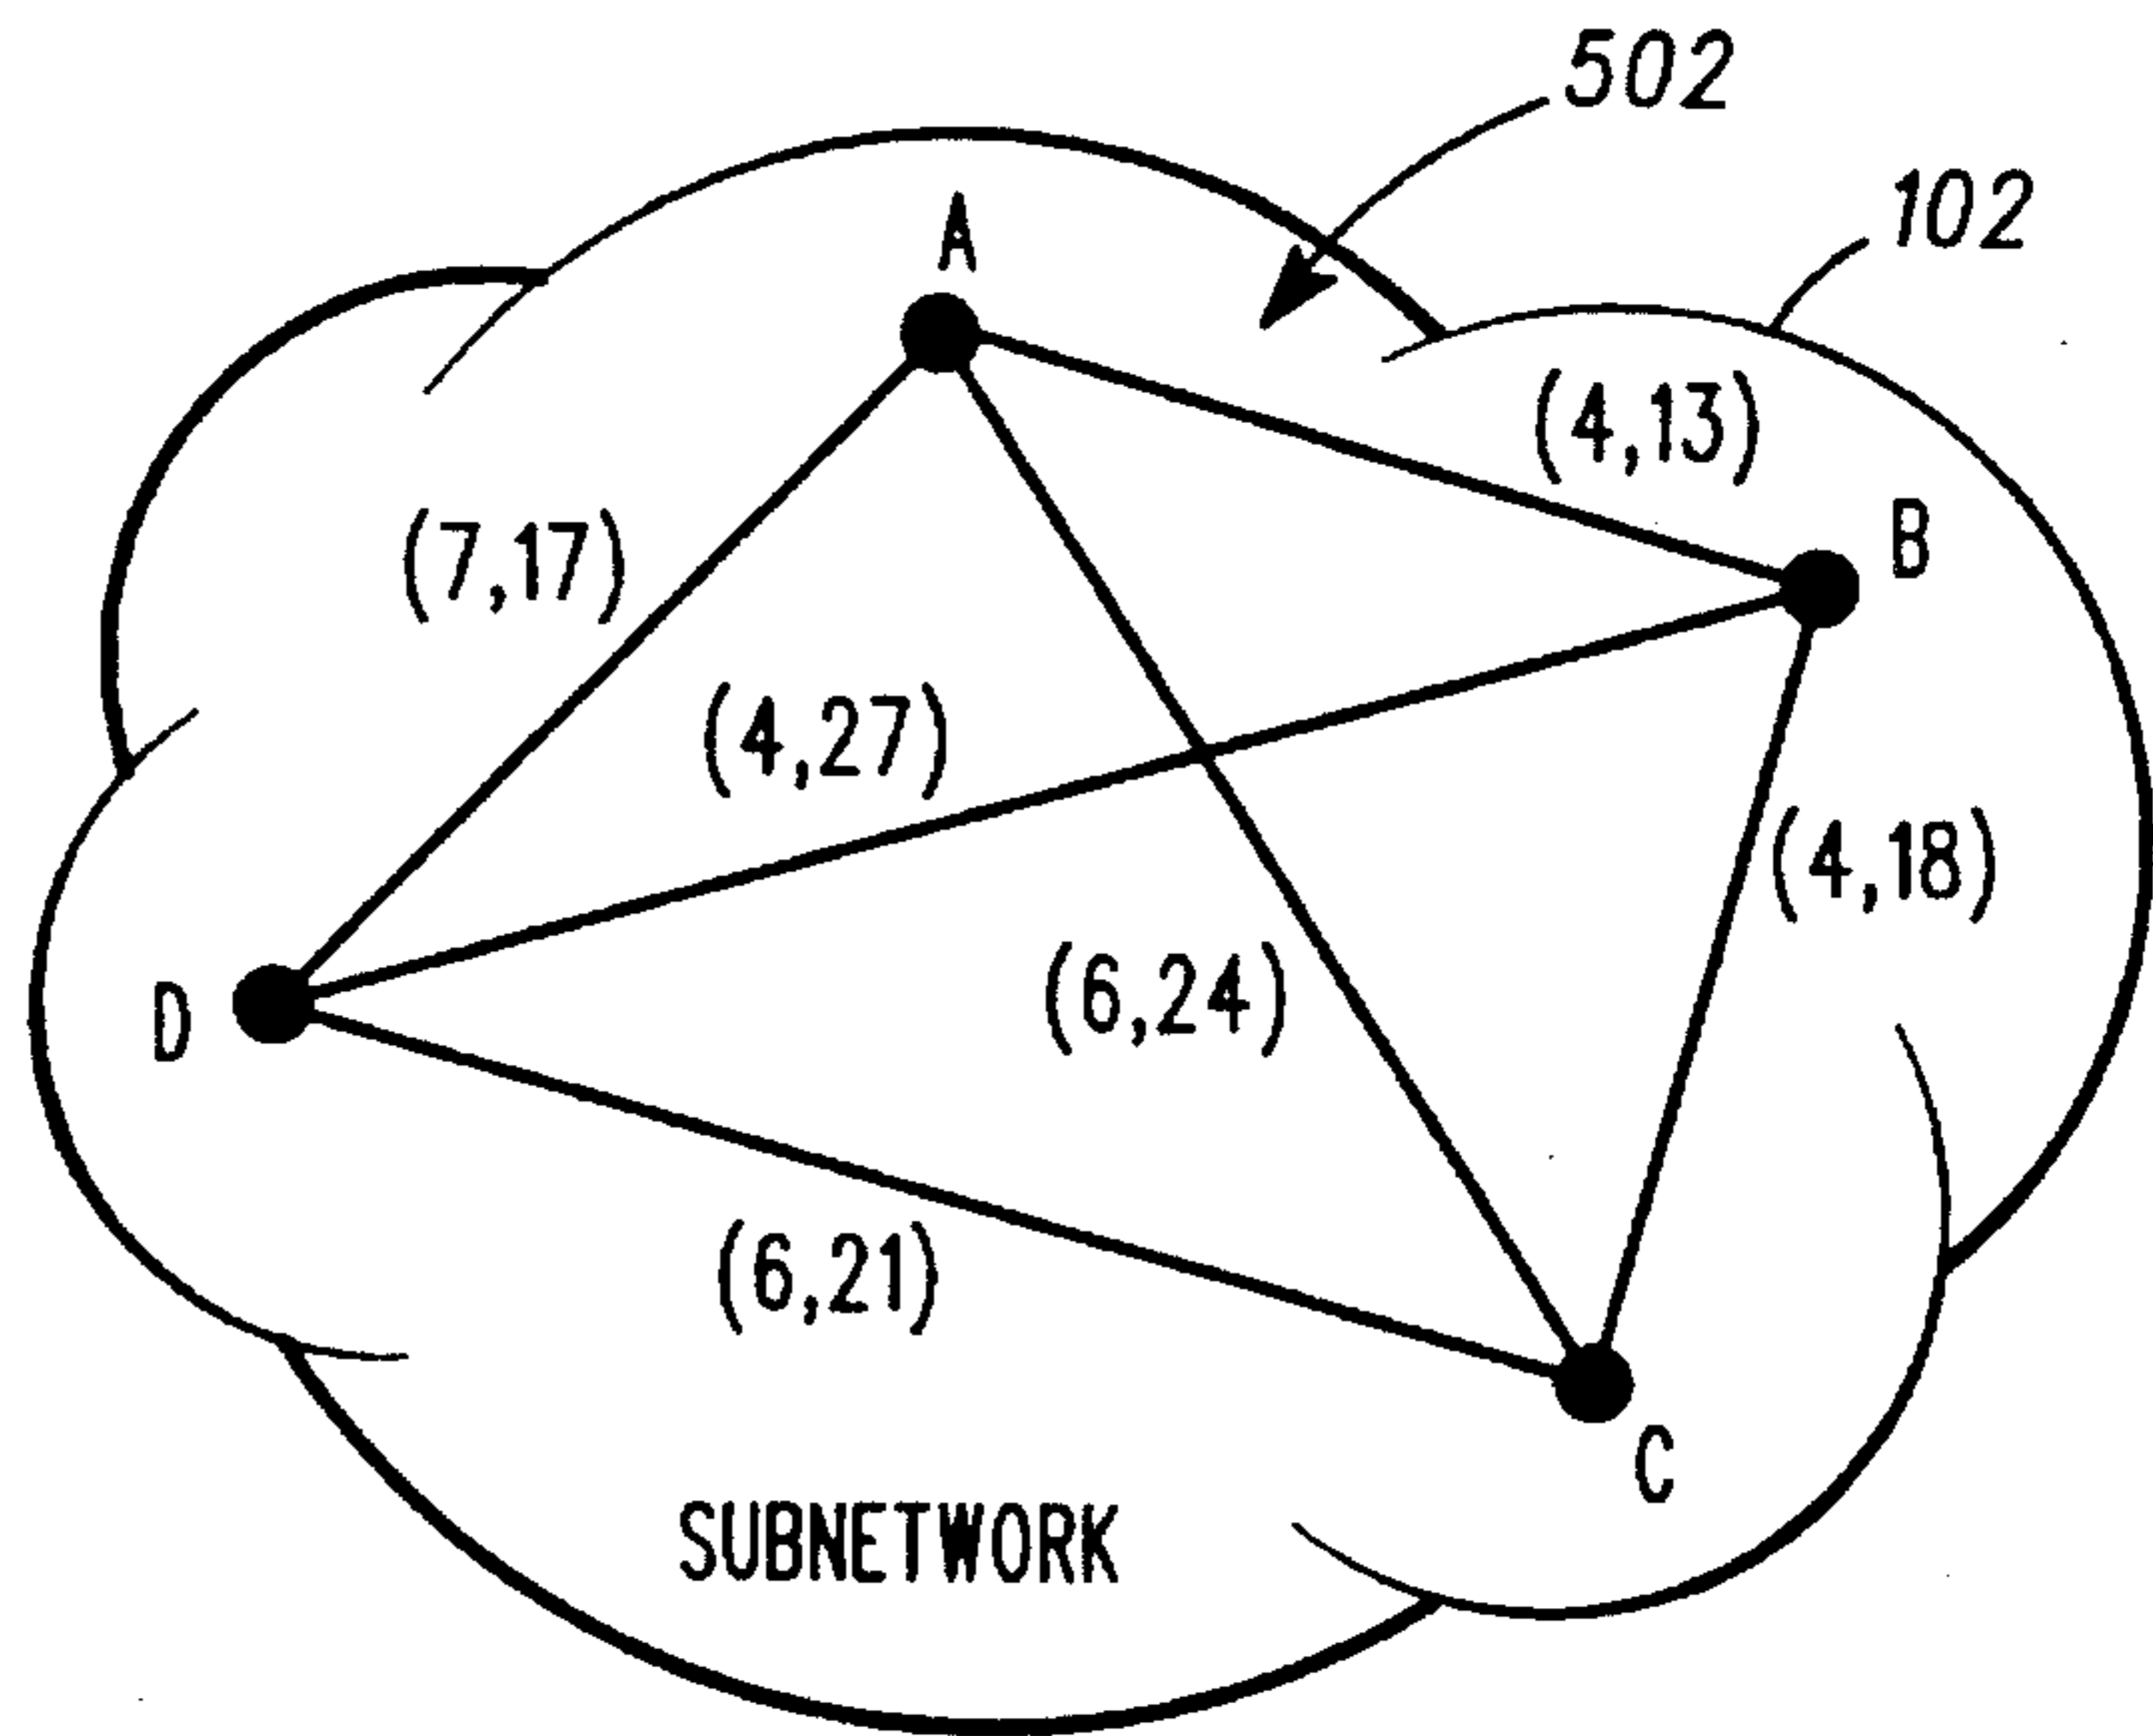 502
102
A
(4,13)
B
(7,17)
(4,27)
(4,18)
D
(6,24)
(6,21)
C
SUBNETWORK